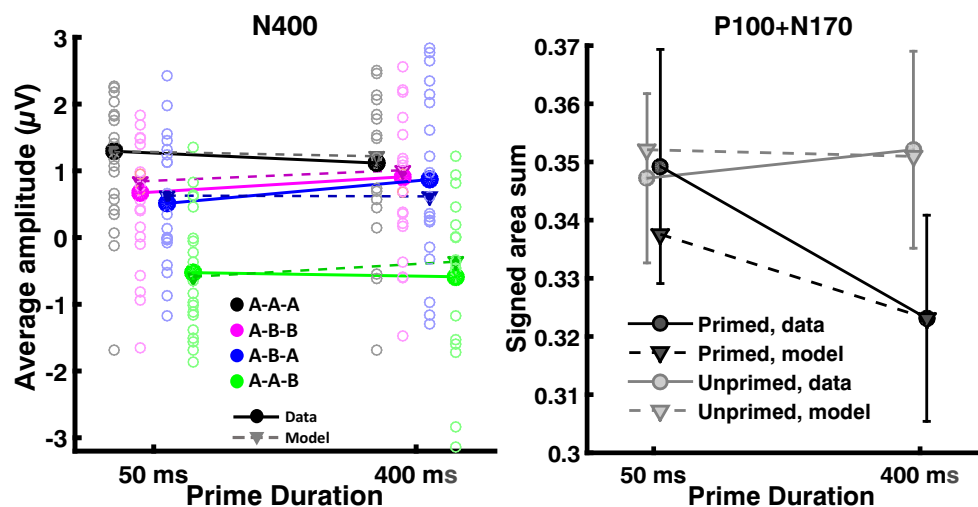 N400
Average amplitude (μV)
3
2
1
0
-1
-2
-3
A-A-A
A-B-B
A-B-A
A-A-B
Data
Model
50 ms
400 ms
Prime Duration
P100+N170
Signed area sum
0.37
0.36
0.35
0.34
0.33
0.32
0.3
Primed, data
Primed, model
Unprimed, data
Unprimed, model
50 ms
400 ms
Prime Duration